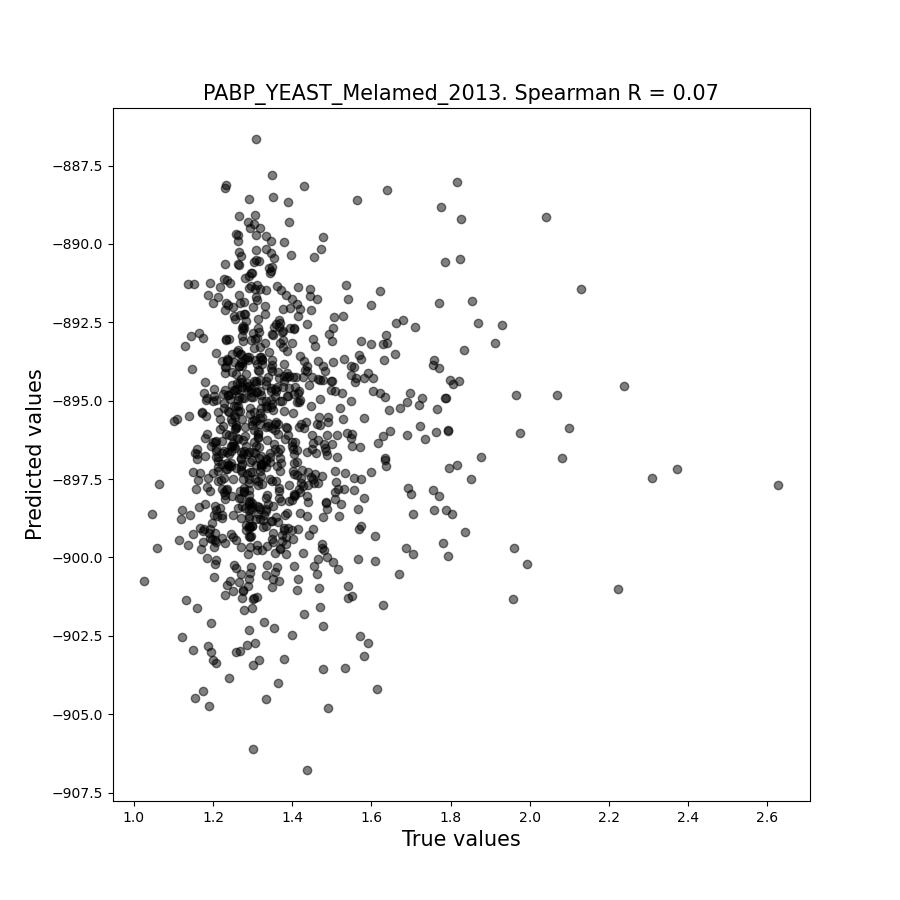 PABP_YEAST_Melamed_2013. Spearman R = 0.07
Predicted values
−887.5
−890.0
−892.5
−895.0
−897.5
−900.0
−902.5
−905.0
−907.5
1.0 1.2 1.4 1.6 1.8 2.0 2.2 2.4 2.6
True values